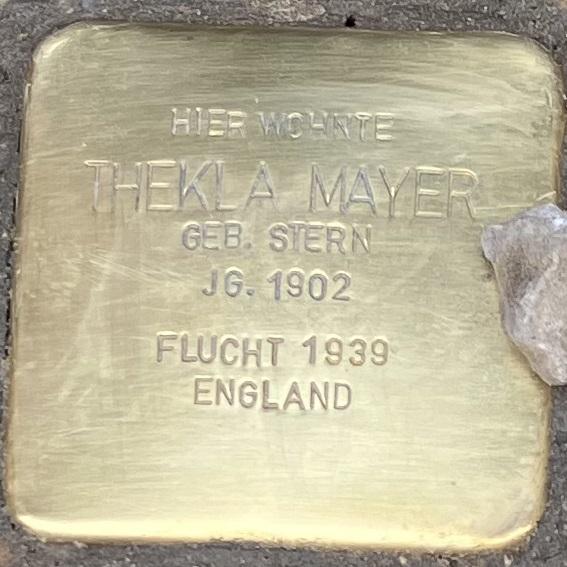 HIER WOHNTE
THEKLA MAYER
GEB. STERN
JG. 1902
FLUCHT 1939
ENGLAND